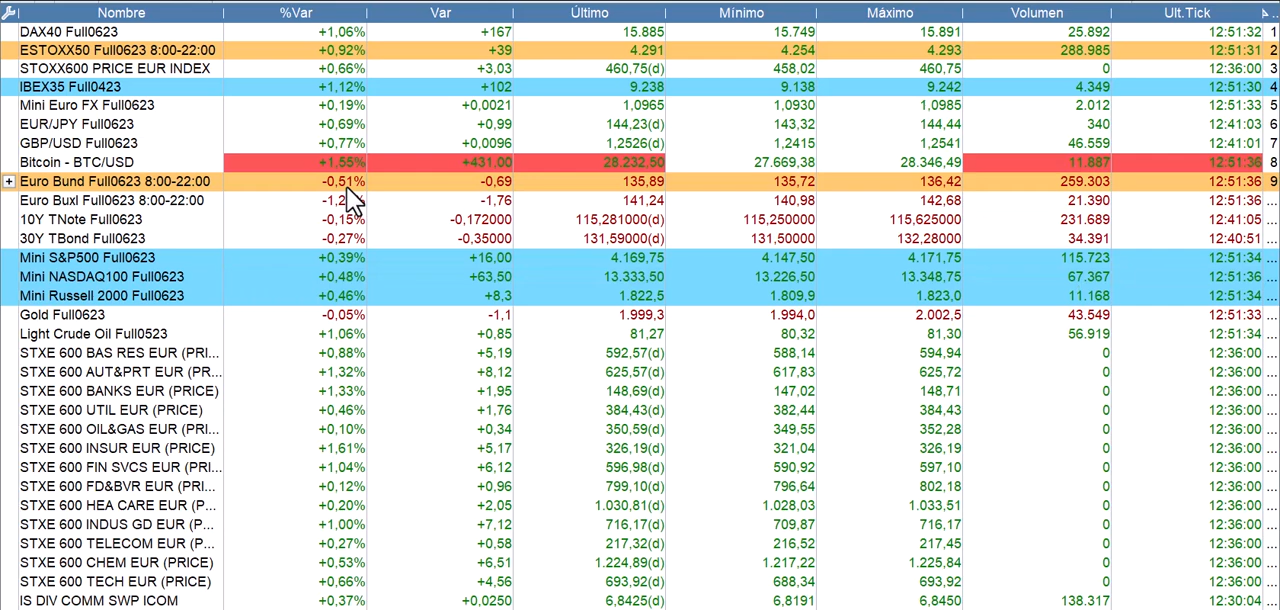 Nombre %Var Var Último Mínimo Máximo Volumen Ult.Tick
DAX40 Full0623 +1,06% +167 15.885 15.749 15.891 25.892 12:51:32 1
ESTOXX50 Full0623 8:00-22:00 +0,92% +39 4.291 4.254 4.293 288.985 12:51:31 2
STOXX600 PRICE EUR INDEX +0,66% +3,03 460,75(d) 458,02 460,75 0 12:36:00 3
IBEX35 Full0423 +1,12% +102 9.238 9.138 9.242 4.349 12:51:30 4
Mini Euro FX Full0623 +0,19% +0,0021 1,0965 1,0930 1,0985 2.012 12:51:33 5
EUR/JPY Full0623 +0,69% +0,99 144,23(d) 143,32 144,44 340 12:41:03 6
GBP/USD Full0623 +0,77% +0,0096 1,2526(d) 1,2415 1,2541 46.559 12:41:01 7
Bitcoin - BTC/USD +1,55% +431,00 28.232,50 27.669,38 28.346,49 11.887 12:51:36 8
Euro Bund Full0623 8:00-22:00 -0,51% -0,69 135,89 135,72 136,42 259.303 12:51:36 9
Euro Buxl Full0623 8:00-22:00 -1,76 141,24 140,98 142,68 21.390 12:51:36 ...
10Y TNote Full0623 -0,15% -0,172000 115,281000(d) 115,250000 115,625000 231.689 12:41:05 ...
30Y TBond Full0623 -0,27% -0,35000 131,59000(d) 131,50000 132,28000 34.391 12:40:51 ...
Mini S&P500 Full0623 +0,39% +16,00 4.169,75 4.147,50 4.171,75 115.723 12:51:34 ...
Mini NASDAQ100 Full0623 +0,48% +63,50 13.333,50 13.226,50 13.348,75 67.367 12:51:36 ...
Mini Russell 2000 Full0623 +0,46% +8,3 1.822,5 1.809,9 1.823,0 11.168 12:51:34 ...
Gold Full0623 -0,05% -1,1 1.999,3 1.994,0 2.002,5 43.549 12:51:33 ...
Light Crude Oil Full0523 +1,06% +0,85 81,27 80,32 81,30 56.919 12:51:34 ...
STXE 600 BAS RES EUR (PRI... +0,88% +5,19 592,57(d) 588,14 594,94 0 12:36:00 ...
STXE 600 AUT&PRT EUR (PR... +1,32% +8,12 625,57(d) 617,83 625,72 0 12:36:00 ...
STXE 600 BANKS EUR (PRICE) +1,33% +1,95 148,69(d) 147,02 148,71 0 12:36:00 ...
STXE 600 UTIL EUR (PRICE) +0,46% +1,76 384,43(d) 382,44 384,43 0 12:36:00 ...
STXE 600 OIL&GAS EUR (PRI... +0,10% +0,34 350,59(d) 349,55 352,28 0 12:36:00 ...
STXE 600 INSUR EUR (PRICE) +1,61% +5,17 326,19(d) 321,04 326,19 0 12:36:00 ...
STXE 600 FIN SVCS EUR (PRI... +1,04% +6,12 596,98(d) 590,92 597,10 0 12:36:00 ...
STXE 600 FD&BVR EUR (PRI... +0,12% +0,96 799,10(d) 796,64 802,18 0 12:36:00 ...
STXE 600 HEA CARE EUR (P... +0,20% +2,05 1.030,81(d) 1.028,03 1.033,51 0 12:36:00 ...
STXE 600 INDUS GD EUR (P... +1,00% +7,12 716,17(d) 709,87 716,17 0 12:36:00 ...
STXE 600 TELECOM EUR (P... +0,27% +0,58 217,32(d) 216,52 217,45 0 12:36:00 ...
STXE 600 CHEM EUR (PRICE) +0,53% +6,51 1.224,89(d) 1.217,22 1.225,84 0 12:36:00 ...
STXE 600 TECH EUR (PRICE) +0,66% +4,56 693,92(d) 688,34 693,92 0 12:36:00 ...
IS DIV COMM SWP ICOM +0,37% +0,0250 6,8425(d) 6,8191 6,8450 138.317 12:30:04 ...